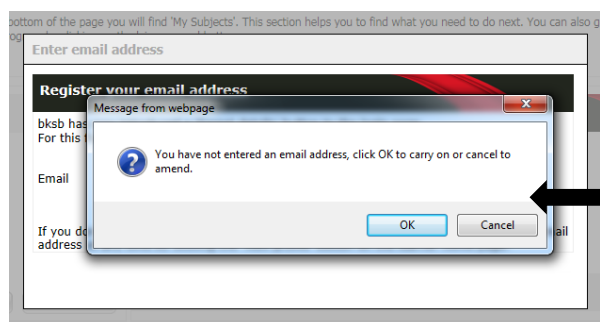 bottom of the page you will find 'My Subjects'. This section helps you to find what you need to do next. You can also g
Enter email address
Register your email address
Message from webpage
bksb has
For this
You have not entered an email address, click OK to carry on or cancel to
amend.
Email
OK
Cancel
If you do
address